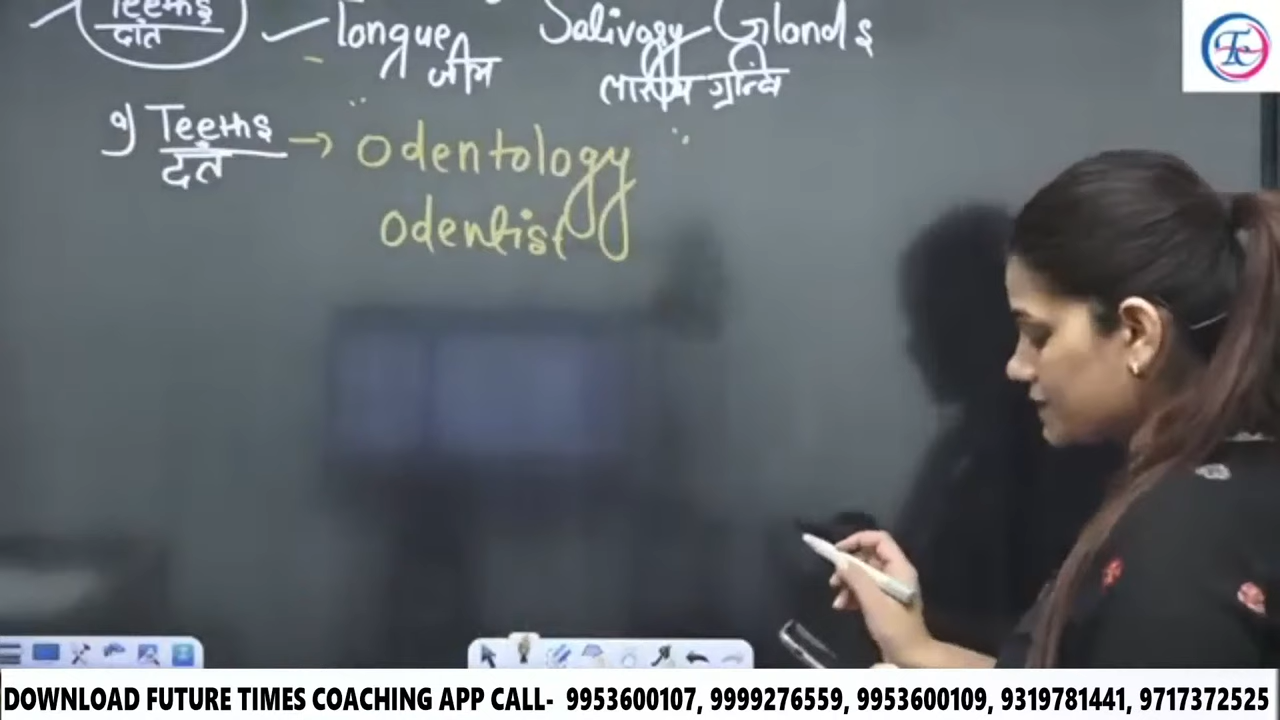 Teeths
दांत
Tongue Salivary Glands
जीभ लारीय ग्रन्थि
a) Teeths → Odentology
दंत Odentist
DOWNLOAD FUTURE TIMES COACHING APP CALL- 9953600107, 9999276559, 9953600109, 9319781441, 9717372525